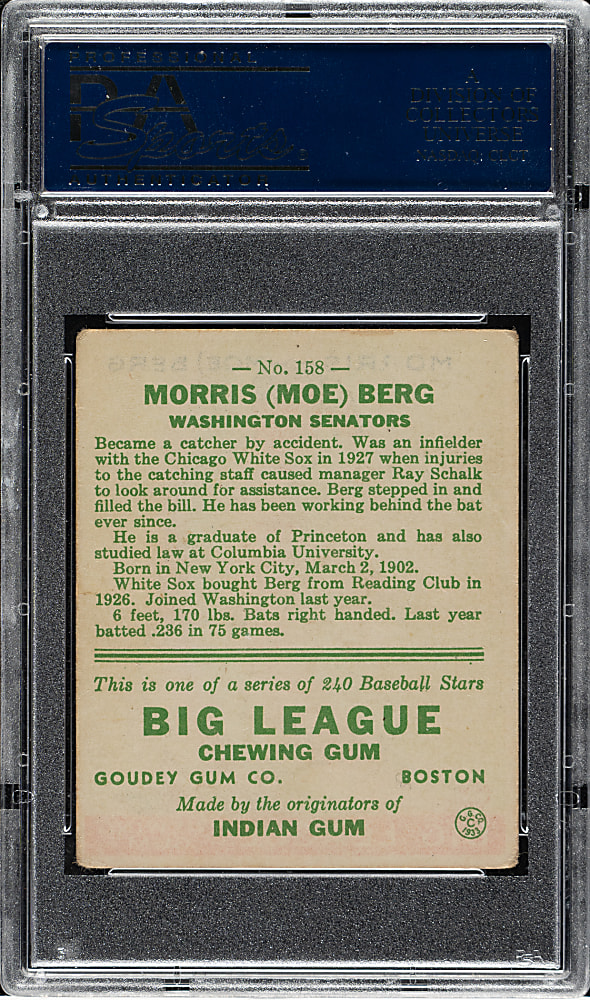 PROFESSIONAL
PSA
Sports
AUTHENTICATOR
A
DIVISION OF
COLLECTORS
UNIVERSE
NASDAQ: CLCT
— No. 158 —
MORRIS (MOE) BERG
WASHINGTON SENATORS
Became a catcher by accident. Was an infielder
with the Chicago White Sox in 1927 when injuries
to the catching staff caused manager Ray Schalk
to look around for assistance. Berg stepped in and
filled the bill. He has been working behind the bat
ever since.
He is a graduate of Princeton and has also
studied law at Columbia University.
Born in New York City, March 2, 1902.
White Sox bought Berg from Reading Club in
1926. Joined Washington last year.
6 feet, 170 lbs. Bats right handed. Last year
batted .236 in 75 games.
This is one of a series of 240 Baseball Stars
BIG LEAGUE
CHEWING GUM
GOUDEY GUM CO. BOSTON
Made by the originators of
INDIAN GUM
G. G. CO.
C
1933
PSA